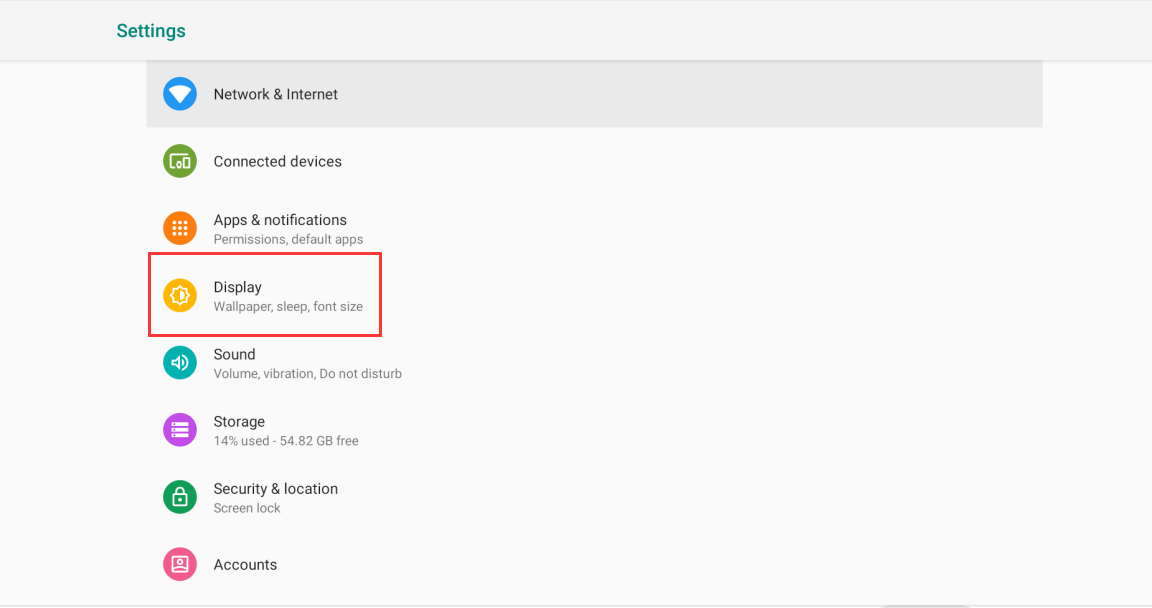 Settings
Network & Internet
Connected devices
Apps & notifications
Permissions, default apps
Display
Wallpaper, sleep, font size
Sound
Volume, vibration, Do not disturb
Storage
14% used - 54.82 GB free
Security & location
Screen lock
Accounts